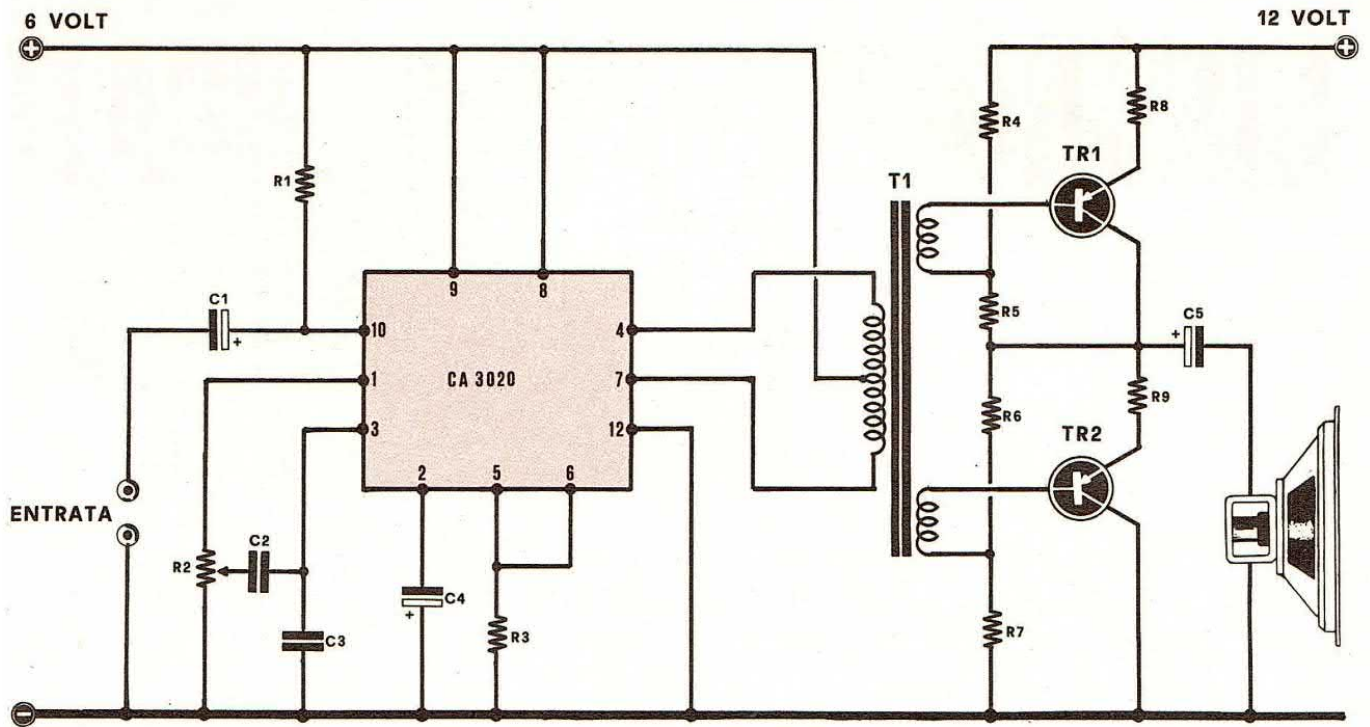 6 VOLT
12 VOLT
R4
R8
TR1
R1
T1
9
8
C1
+
10
4
R5
+
C5
1
CA 3020
7
R9
3
12
R6
TR2
2
5
6
ENTRATA
C2
R2
C4
+
C3
R3
R7